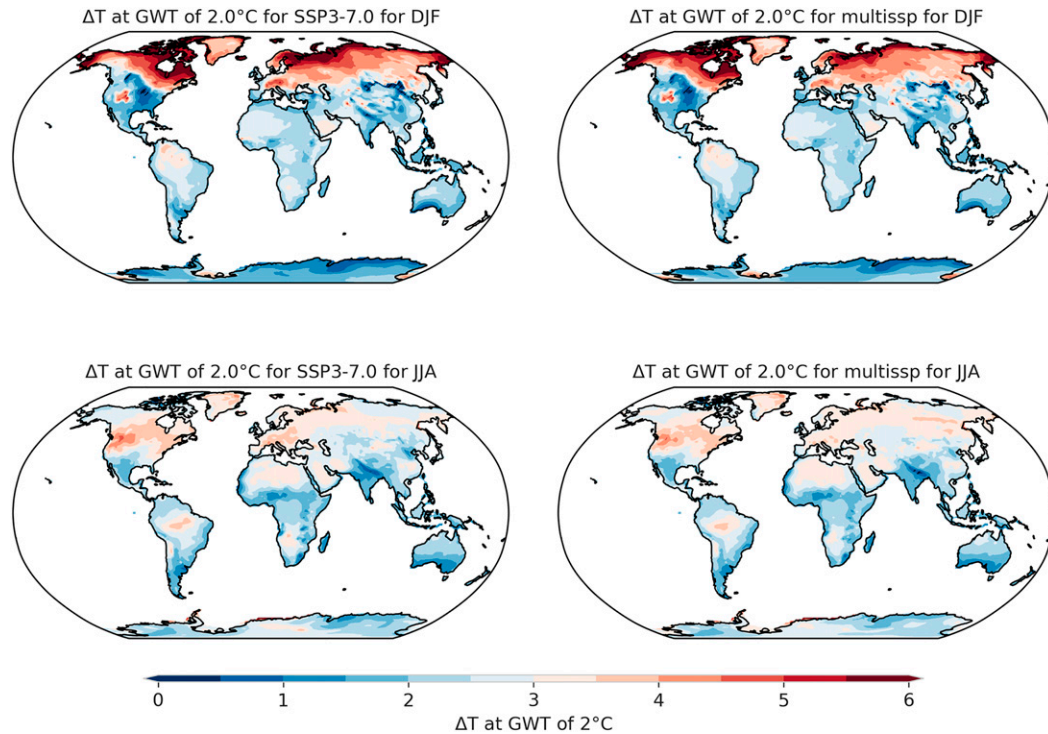 ΔT at GWT of 2.0°C for SSP3-7.0 for DJF
ΔT at GWT of 2.0°C for multissp for DJF
ΔT at GWT of 2.0°C for SSP3-7.0 for JJA
ΔT at GWT of 2.0°C for multissp for JJA
0 1 2 3 4 5 6
ΔT at GWT of 2°C